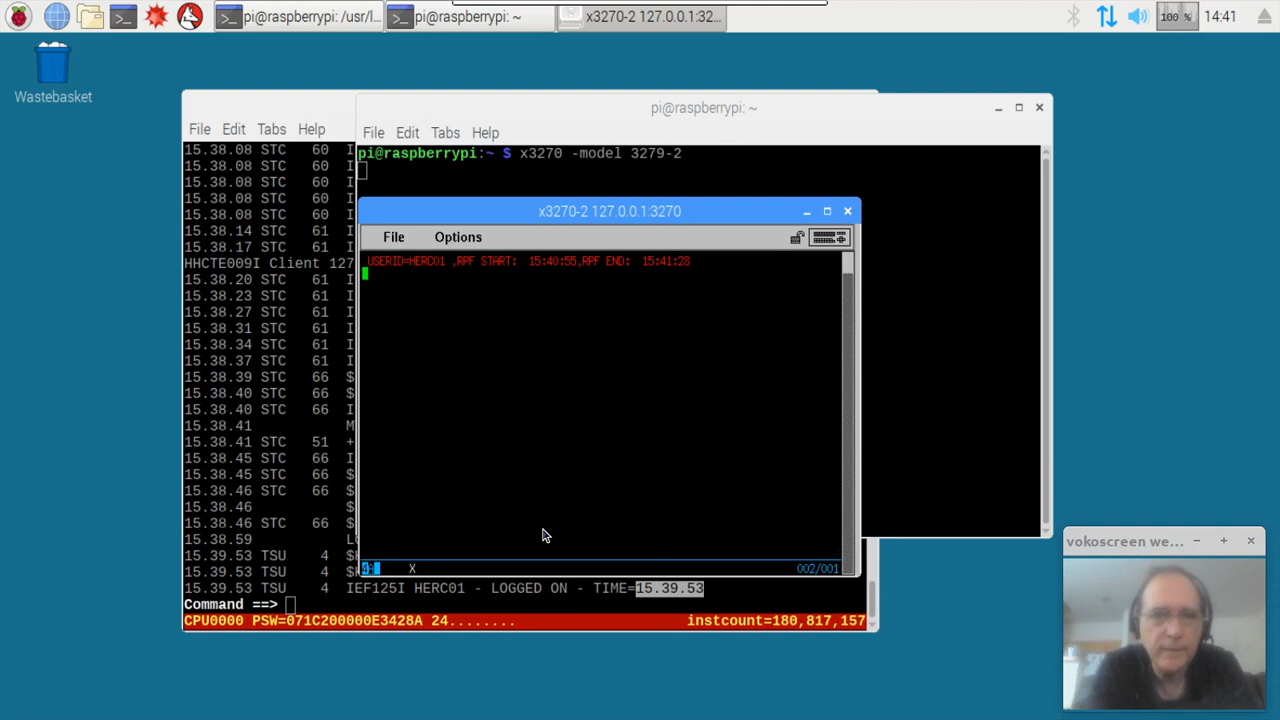 pi@raspberrypi: /usr/l...
pi@raspberrypi: ~
x3270-2 127.0.0.1:32...
100 %
14:41
Wastebasket
pi@raspberrypi: ~
File Edit Tabs Help
File Edit Tabs Help
pi@raspberrypi:~ $ x3270 -model 3279-2
15.38.08 STC 60 I
15.38.08 STC 60 I
15.38.08 STC 60 I
15.38.08 STC 60 I
15.38.08 STC 60 I
15.38.14 STC 61 I
15.38.17 STC 61 I
HHCTE009I Client 127
15.38.20 STC 61 I
15.38.23 STC 61 I
15.38.27 STC 61 I
15.38.31 STC 61 I
15.38.34 STC 61 I
15.38.37 STC 61 I
15.38.39 STC 66 $
15.38.40 STC 66 $
15.38.40 STC 66 I
15.38.41 M
15.38.41 STC 51 +
15.38.45 STC 66 I
15.38.45 STC 66 $
15.38.46 STC 66 $
15.38.46 $
15.38.46 STC 66 $
15.38.59
15.39.53 TSU 4
15.39.53 TSU 4
15.39.53 TSU 4 IEF125I HERC01 - LOGGED ON - TIME=15.39.53
Command ==>
CPU0000 PSW=071C200000E3428A 24........ instcount=180,817,157
x3270-2 127.0.0.1:3270
File Options
USERID=HERC01 ,RPF START: 15:40:55,RPF END: 15:41:28
X 002/001
vokoscreen we...